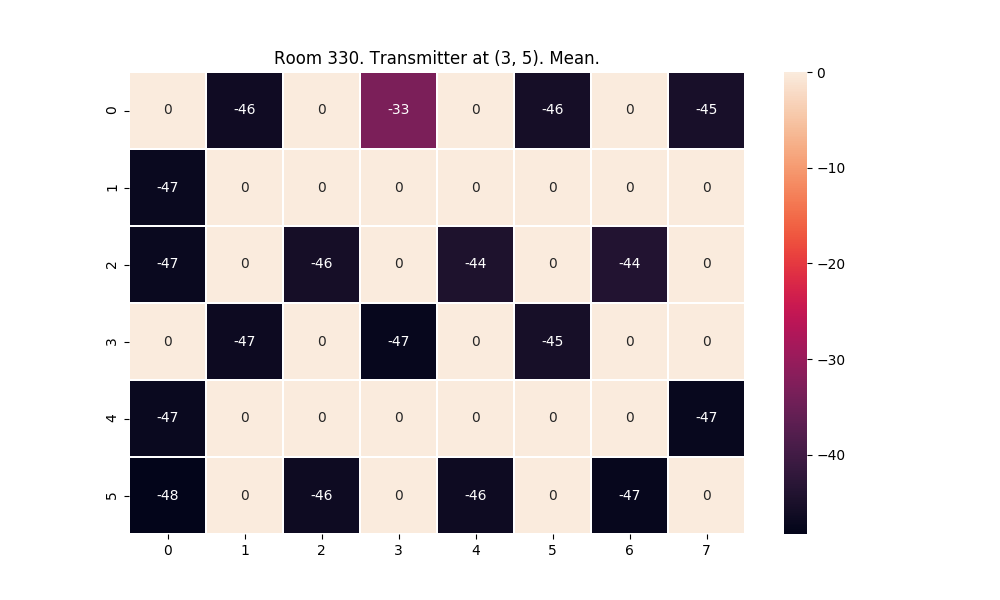 Room 330. Transmitter at (3, 5). Mean.
0 0 -46 0 -33 0 -46 0 -45 0
1 -47 0 0 0 0 0 0 0 −10
2 -47 0 -46 0 -44 0 -44 0 −20
3 0 -47 0 -47 0 -45 0 0 −30
4 -47 0 0 0 0 0 0 -47 −40
5 -48 0 -46 0 -46 0 -47 0
0 1 2 3 4 5 6 7